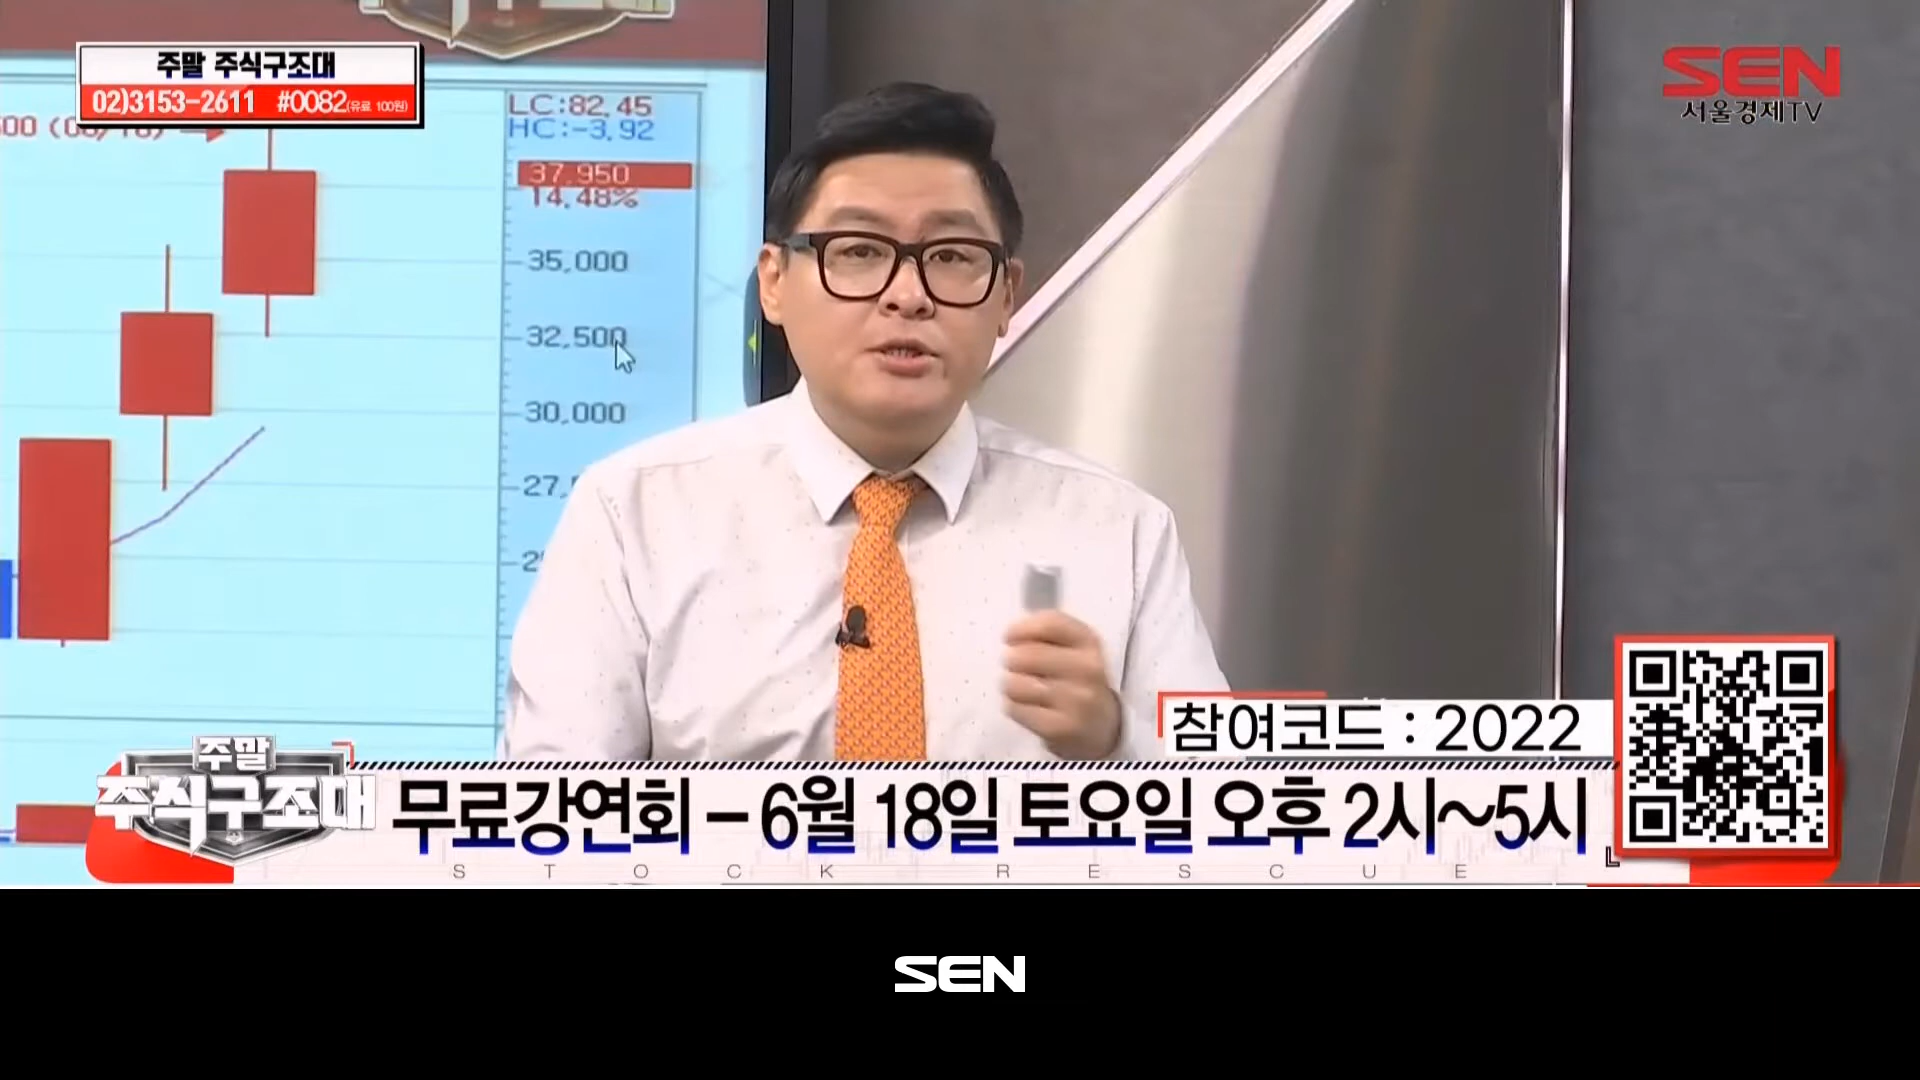 주말 주식구조대
02)3153-2611 #0082(유료 100원)
SEN
서울경제TV
LC:82.45
HC:-3.92
37,950
14.48%
35,000
32,500
30,000
참여코드 : 2022
주말
주식구조대
무료강연회 – 6월 18일 토요일 오후 2시~5시
STOCK RESCUE
SEN